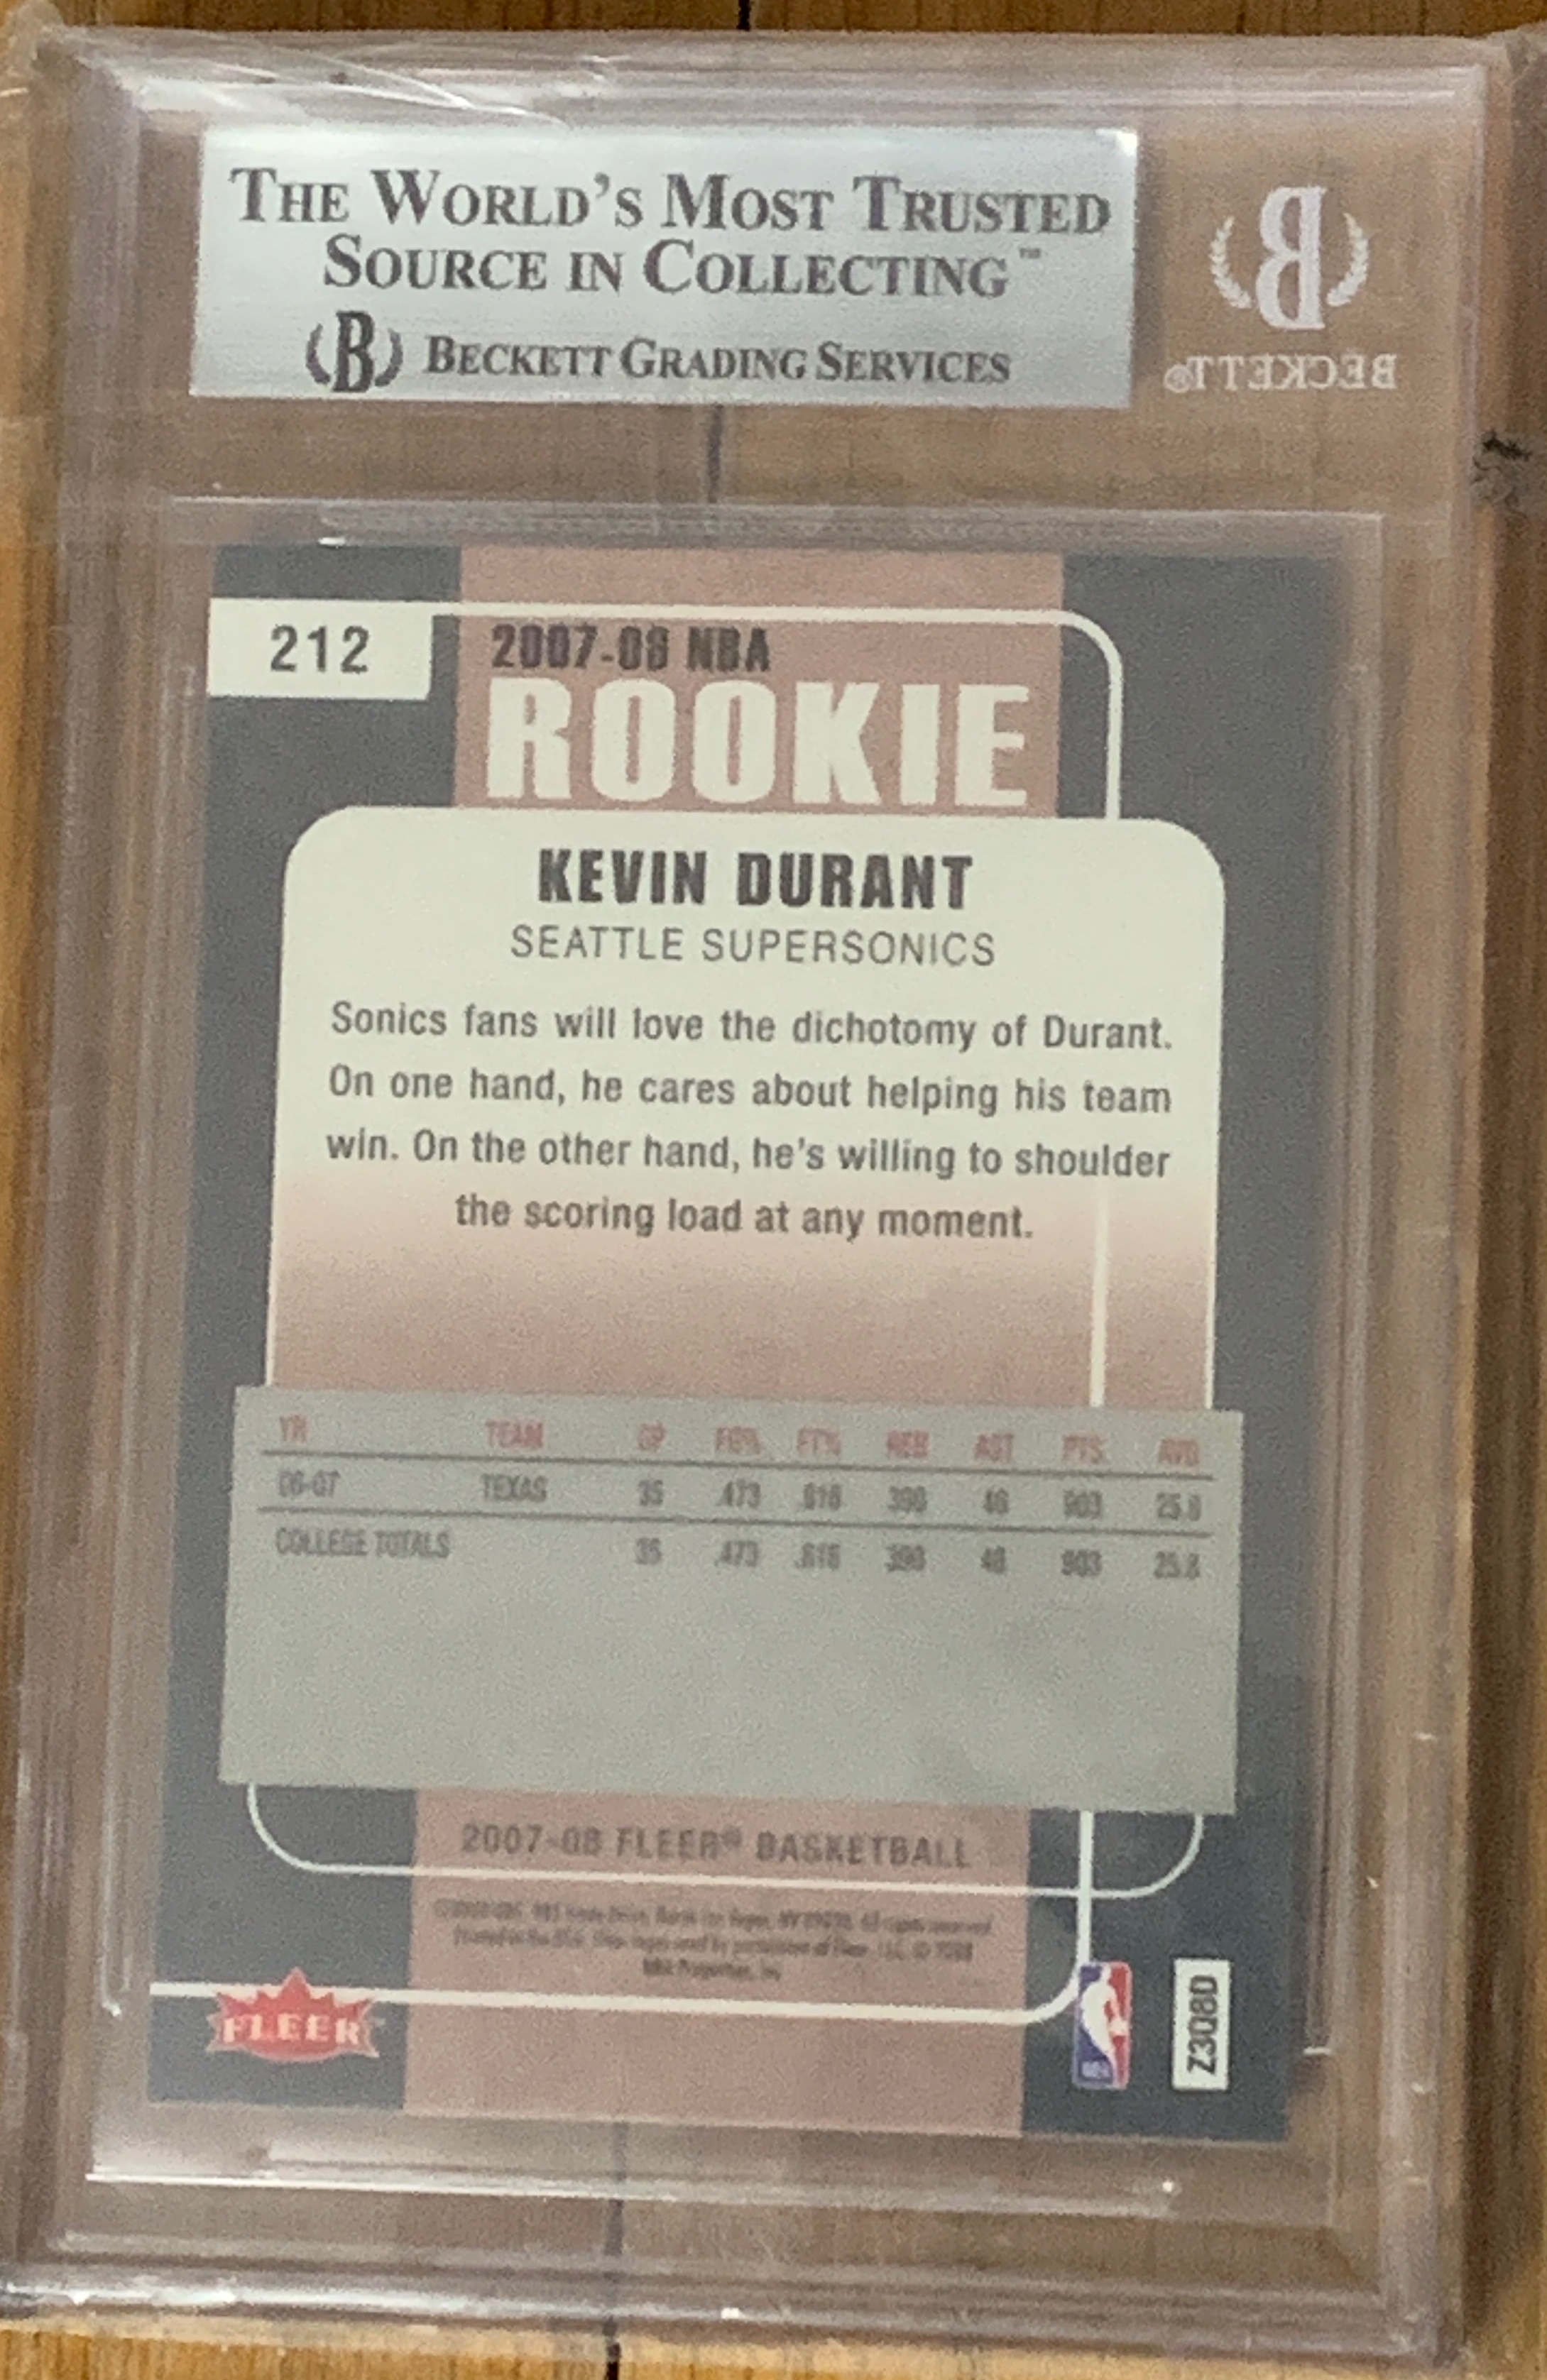 THE WORLD'S MOST TRUSTED
SOURCE IN COLLECTING™
B BECKETT GRADING SERVICES
B
BECKETT®
212
2007-08 NBA
ROOKIE
KEVIN DURANT
SEATTLE SUPERSONICS
Sonics fans will love the dichotomy of Durant.
On one hand, he cares about helping his team
win. On the other hand, he's willing to shoulder
the scoring load at any moment.
YR TEAM GP FG% FT% REB AST PTS. AVG
06-07 TEXAS 35 .473 .816 390 46 903 25.8
COLLEGE TOTALS 35 .473 .816 390 46 903 25.8
2007-08 FLEER® BASKETBALL
FLEER
NBA
Z3Q8D